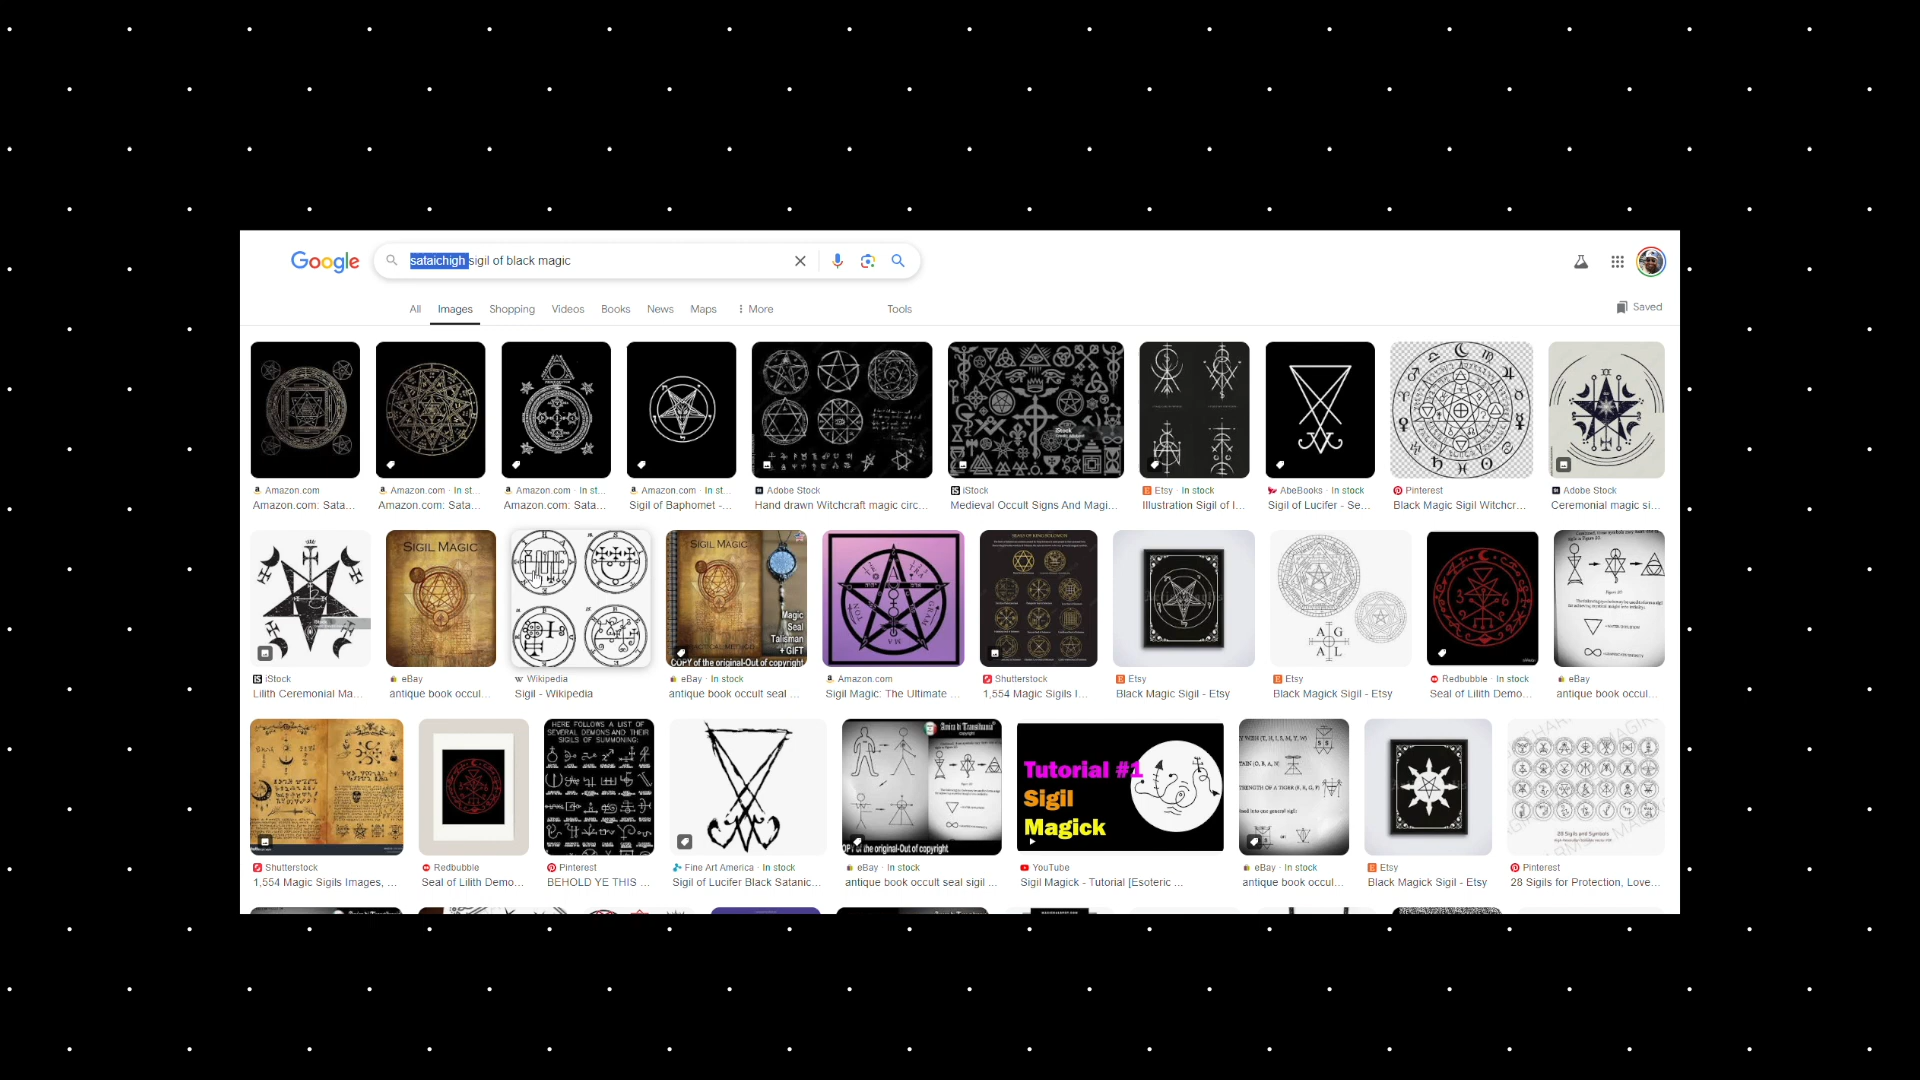 Google
sataichigh sigil of black magic
All Images Shopping Videos Books News Maps More Tools
Saved
Amazon.com
Amazon.com: Sata...
Amazon.com · In st...
Amazon.com: Sata...
Amazon.com · In st...
Amazon.com: Sata...
Amazon.com · In st...
Sigil of Baphomet -...
Adobe Stock
Hand drawn Witchcraft magic circ...
iStock
iStock
Medieval Occult Signs And Magi...
Etsy · In stock
Illustration Sigil of I...
AbeBooks · In stock
Sigil of Lucifer - Se...
Pinterest
Black Magic Sigil Witchcr...
Adobe Stock
Ceremonial magic si...
iStock
Lilith Ceremonial Ma...
SIGIL MAGIC
eBay
antique book occul...
Wikipedia
Sigil - Wikipedia
SIGIL MAGIC
Magic
Seal
Talisman
+ GIFT
COPY of the original-Out of copyright
eBay · In stock
antique book occult seal ...
Amazon.com
Sigil Magic: The Ultimate ...
Shutterstock
1,554 Magic Sigils I...
Etsy
Black Magic Sigil - Etsy
A G
A L
Etsy
Black Magick Sigil - Etsy
Redbubble · In stock
Seal of Lilith Demo...
eBay
antique book occul...
Shutterstock
1,554 Magic Sigils Images, ...
Redbubble
Seal of Lilith Demo...
HERE FOLLOWS A LIST OF
SEVERAL DEMONS AND THEIR
SIGILS OF SUMMONING:
Pinterest
BEHOLD YE THIS ...
Fine Art America · In stock
Sigil of Lucifer Black Satanic...
the original-Out of copyright
eBay · In stock
antique book occult seal sigil ...
Tutorial #1
Sigil
Magick
YouTube
Sigil Magick - Tutorial [Esoteric ...
eBay · In stock
antique book occul...
Etsy
Black Magick Sigil - Etsy
28 Sigils and Symbols
Pinterest
28 Sigils for Protection, Love...